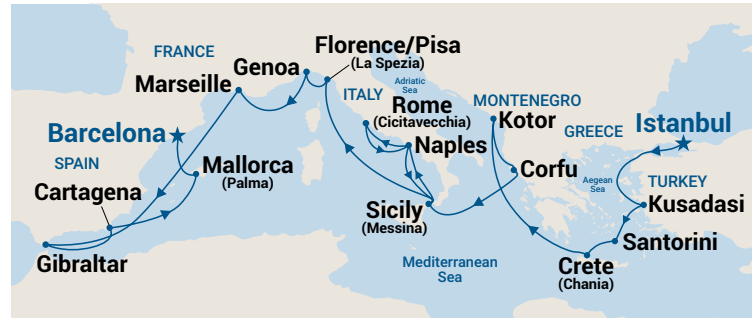 FRANCE
Genoa
Florence/Pisa
(La Spezia)
Marseille
Adriatic
Sea
ITALY
Rome
(Cicitavecchia)
MONTENEGRO
Kotor
Barcelona
Naples
GREECE
Istanbul
SPAIN
Mallorca
(Palma)
Corfu
Aegean
Sea
TURKEY
Cartagena
Kusadasi
Sicily
(Messina)
Santorini
Gibraltar
Mediterranean
Sea
Crete
(Chania)